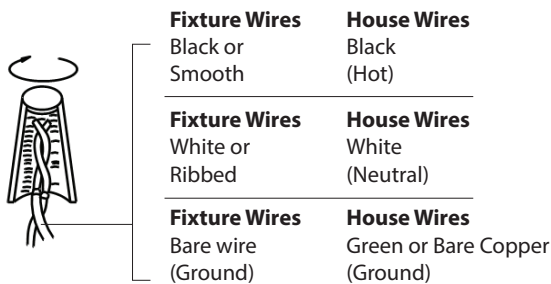 Fixture Wires House Wires
Black or Black
Smooth (Hot)
Fixture Wires House Wires
White or White
Ribbed (Neutral)
Fixture Wires House Wires
Bare wire Green or Bare Copper
(Ground) (Ground)